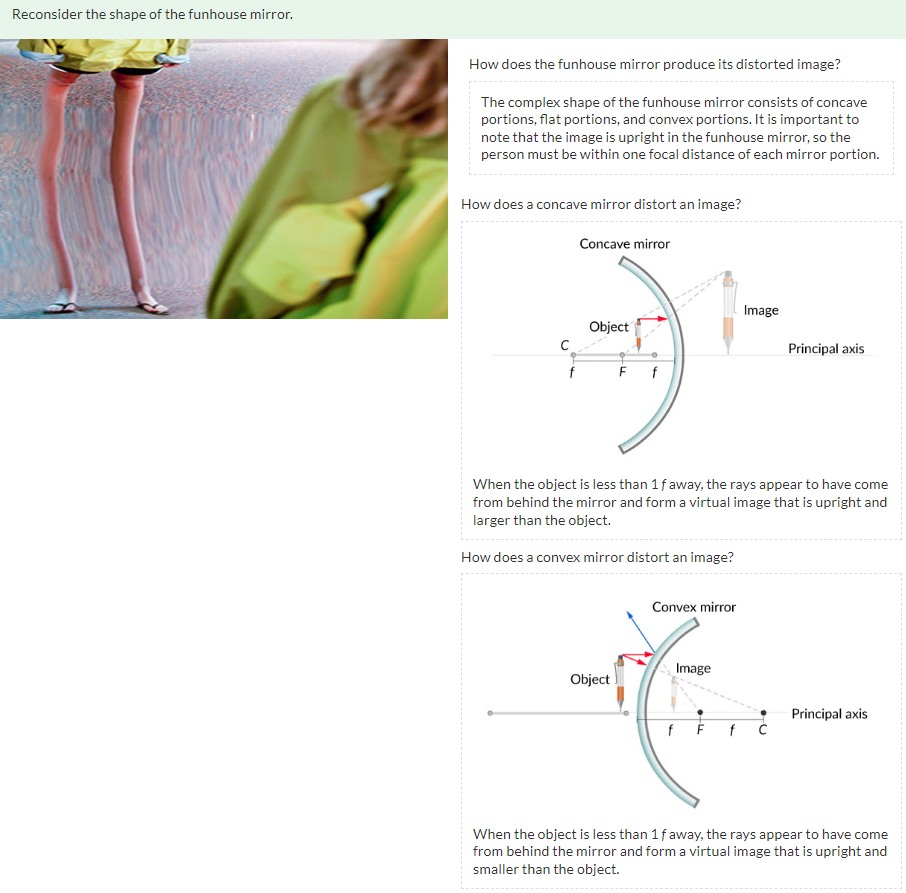 Reconsider the shape of the funhouse mirror.
How does the funhouse mirror produce its distorted image?
The complex shape of the funhouse mirror consists of concave
portions, flat portions, and convex portions. It is important to
note that the image is upright in the funhouse mirror, so the
person must be within one focal distance of each mirror portion.
How does a concave mirror distort an image?
Concave mirror
Image
Object
C
Principal axis
f F f
When the object is less than 1 f away, the rays appear to have come
from behind the mirror and form a virtual image that is upright and
larger than the object.
How does a convex mirror distort an image?
Convex mirror
Image
Object
Principal axis
f F f C
When the object is less than 1 f away, the rays appear to have come
from behind the mirror and form a virtual image that is upright and
smaller than the object.